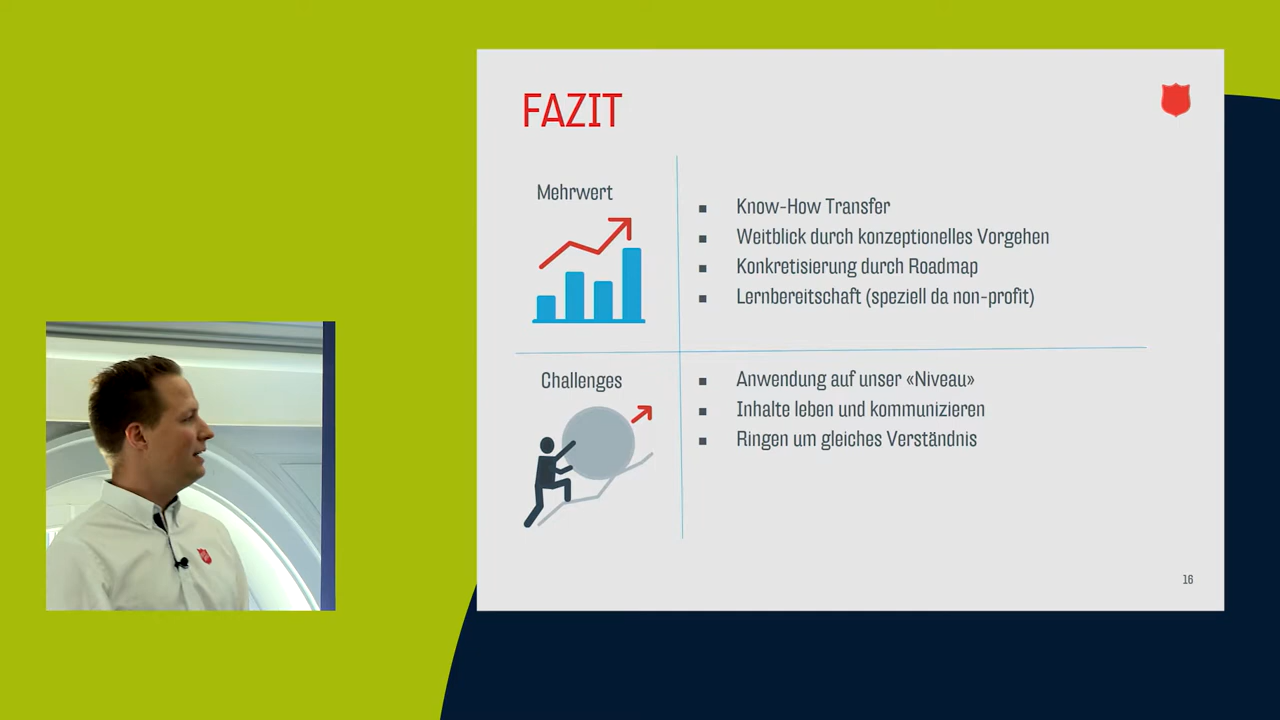 FAZIT
Mehrwert
Know-How Transfer
Weitblick durch konzeptionelles Vorgehen
Konkretisierung durch Roadmap
Lernbereitschaft (speziell da non-profit)
Challenges
Anwendung auf unser «Niveau»
Inhalte leben und kommunizieren
Ringen um gleiches Verständnis
16